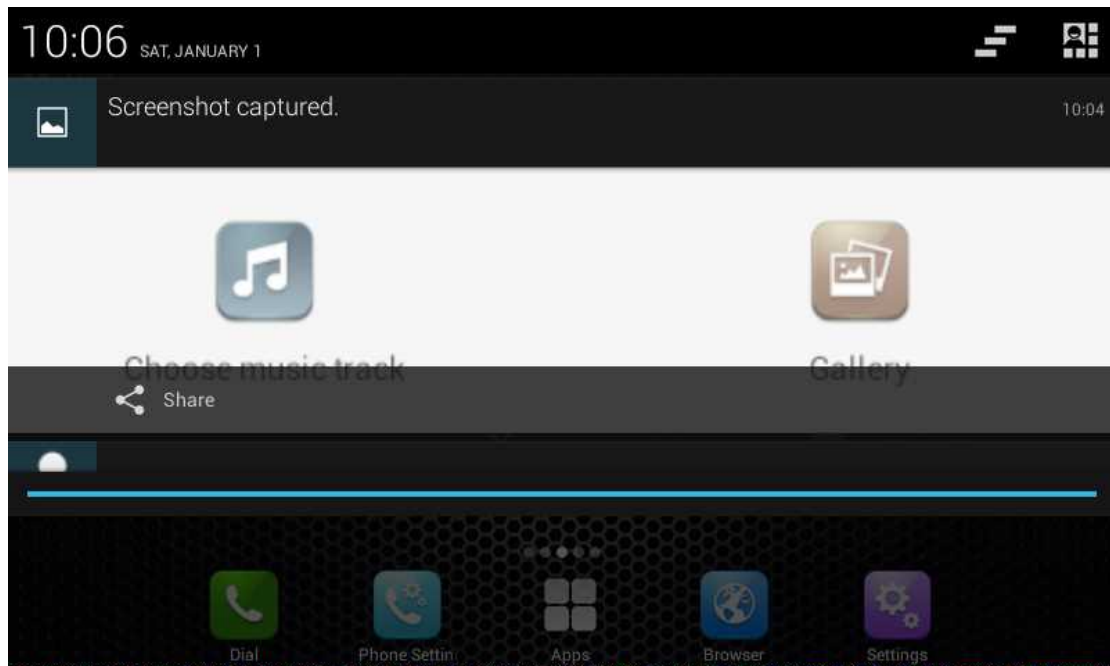 10:06 SAT, JANUARY 1
Screenshot captured.
10:04
Choose music track
Gallery
Share
Dial
Phone Settin
Apps
Browser
Settings